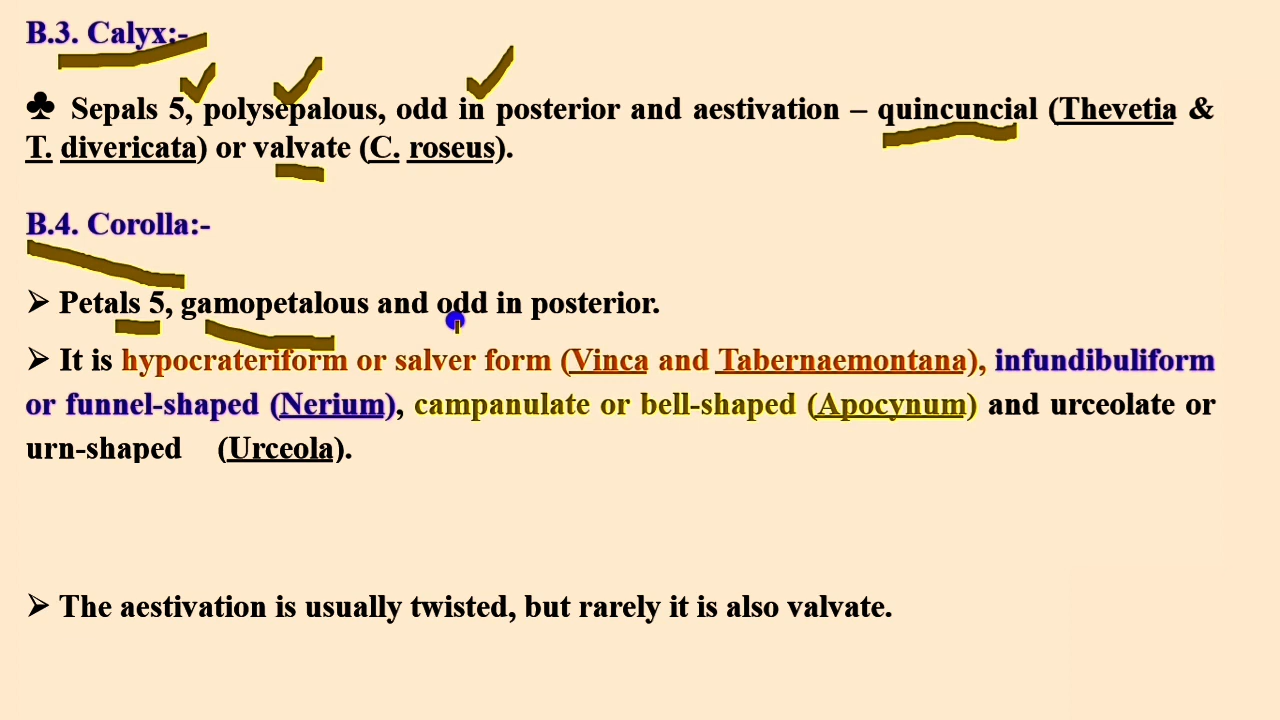 B.3. Calyx:-
♣ Sepals 5, polysepalous, odd in posterior and aestivation – quincuncial (Thevetia &
T. divericata) or valvate (C. roseus).
B.4. Corolla:-
➢ Petals 5, gamopetalous and odd in posterior.
➢ It is hypocrateriform or salver form (Vinca and Tabernaemontana), infundibuliform
or funnel-shaped (Nerium), campanulate or bell-shaped (Apocynum) and urceolate or
urn-shaped (Urceola).
➢ The aestivation is usually twisted, but rarely it is also valvate.